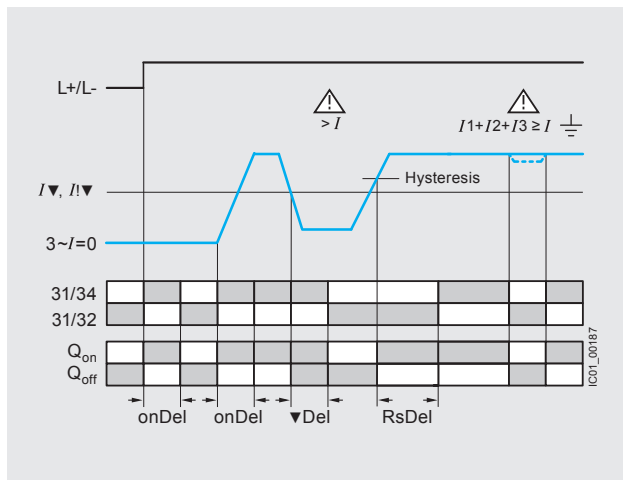 L+/L-
> I
I1+I2+I3 ≥ I
I▼, I!▼
Hysteresis
3~I=0
31/34
31/32
Qon
Qoff
IC01_00187
onDel onDel ▼Del RsDel